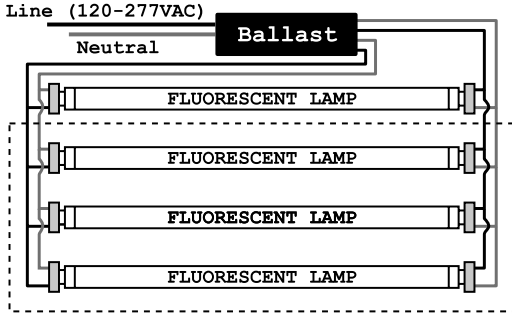 Line (120-277VAC)
Ballast
Neutral
FLUORESCENT LAMP
FLUORESCENT LAMP
FLUORESCENT LAMP
FLUORESCENT LAMP